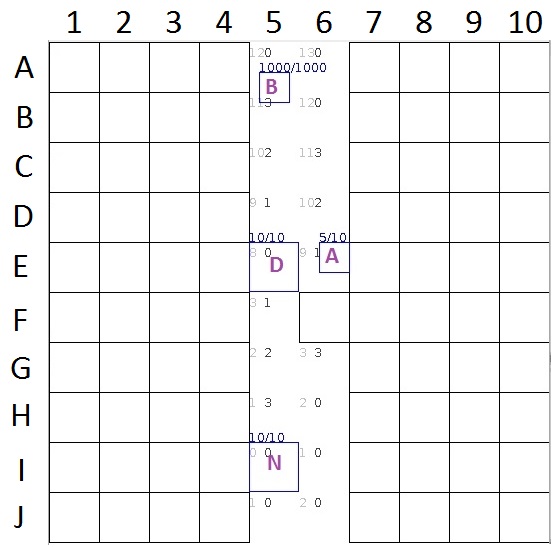 1 2 3 4 5 6 7 8 9 10
12 0 13 0
A
1000/1000
B
11 3 12 0
B
10 2 11 3
C
9 1 10 2
D
10/10 5/10
8 0 9 1
E D A
3 1
F
2 2 3 3
G
1 3 2 0
H
10/10
0 0 1 0
I N
1 0 2 0
J